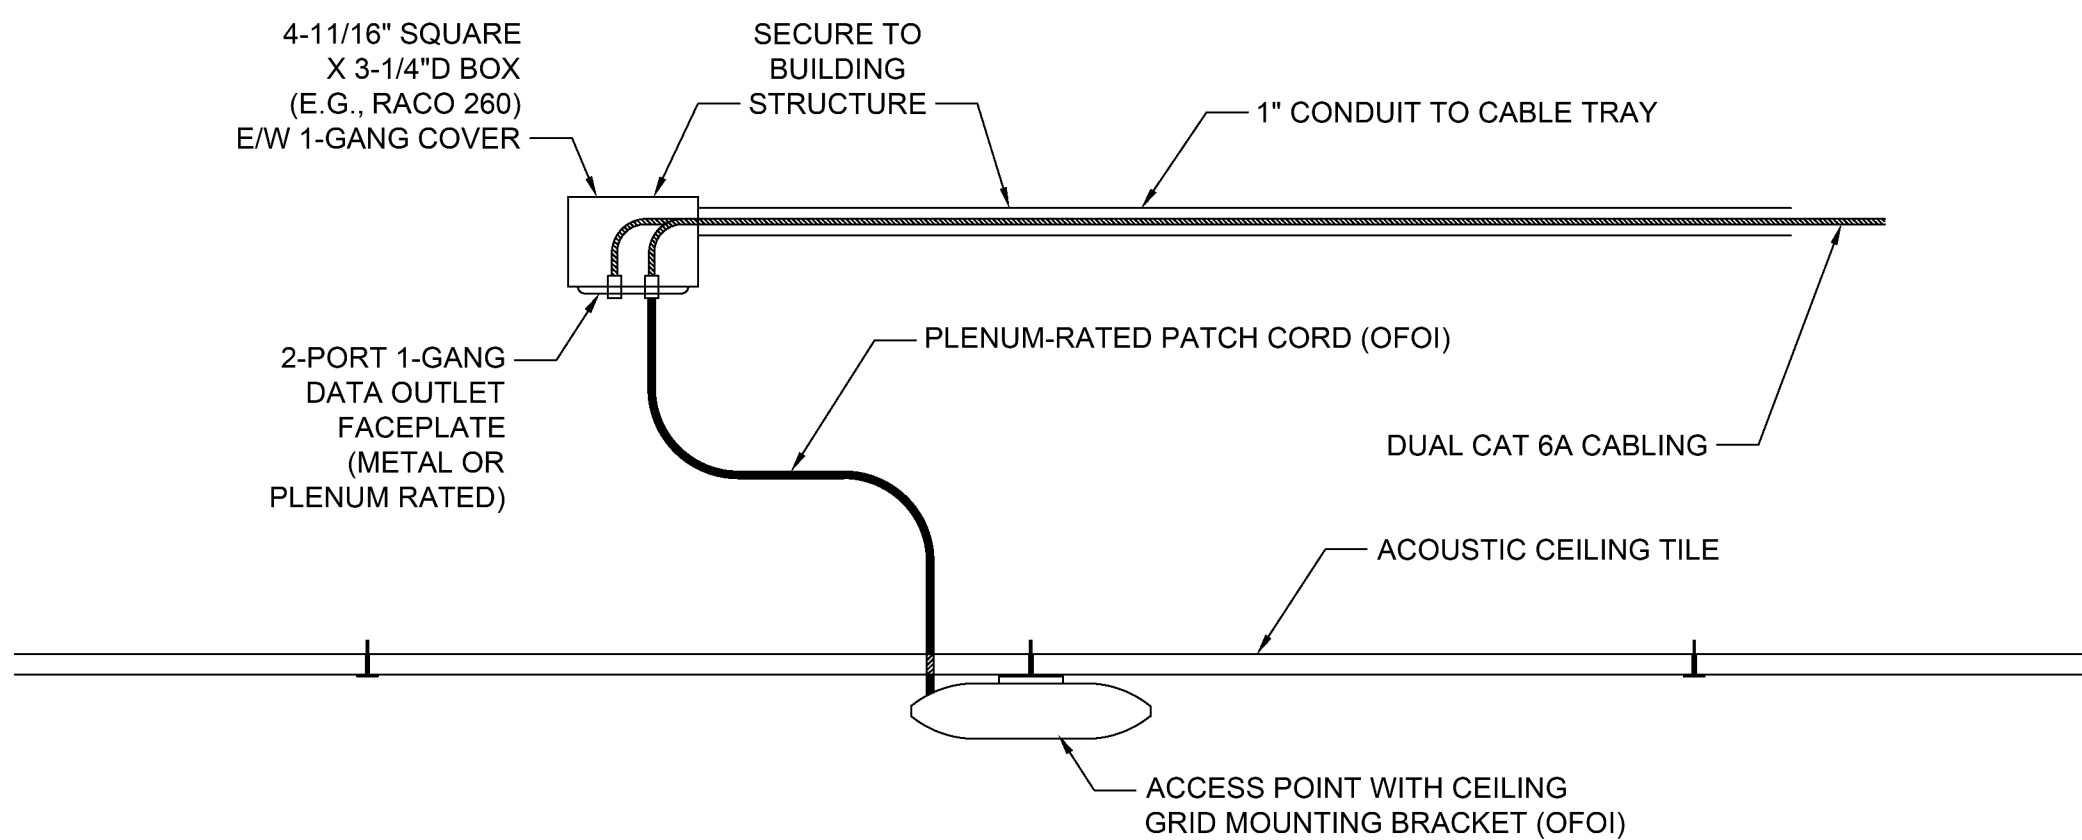 4-11/16" SQUARE
X 3-1/4"D BOX
(E.G., RACO 260)
E/W 1-GANG COVER
SECURE TO
BUILDING
STRUCTURE
1" CONDUIT TO CABLE TRAY
2-PORT 1-GANG
DATA OUTLET
FACEPLATE
(METAL OR
PLENUM RATED)
PLENUM-RATED PATCH CORD (OFOI)
DUAL CAT 6A CABLING
ACOUSTIC CEILING TILE
ACCESS POINT WITH CEILING
GRID MOUNTING BRACKET (OFOI)